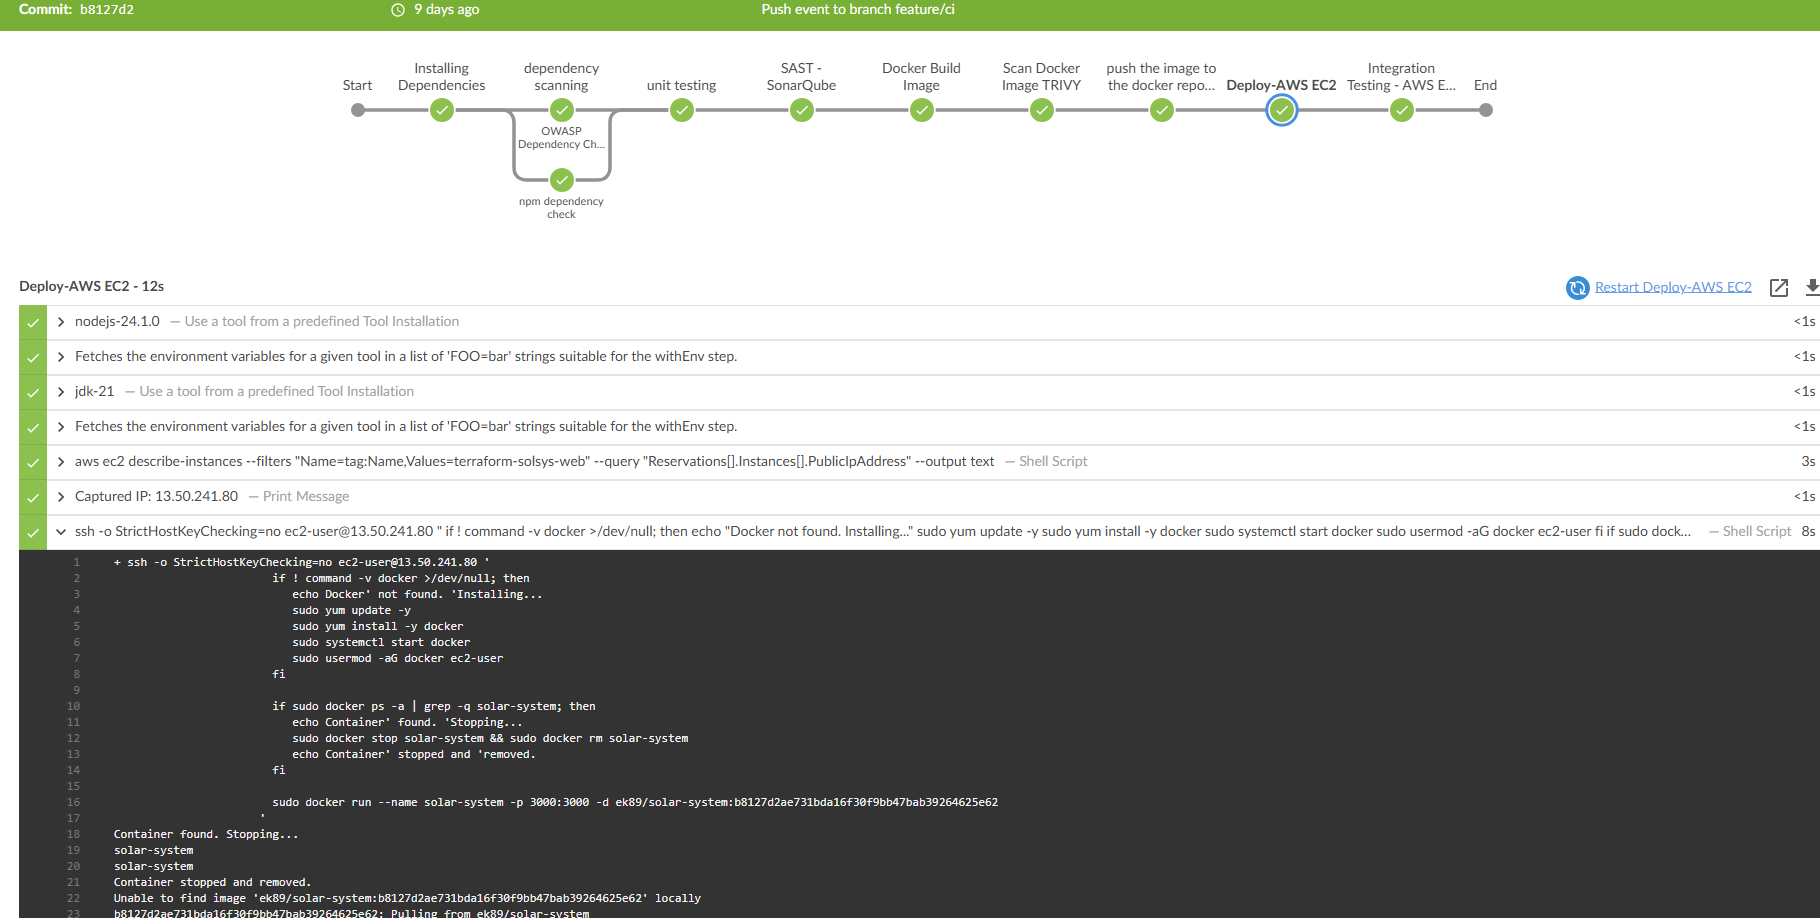 Commit: b8127d2 9 days ago Push event to branch feature/ci
Start
Installing
Dependencies
dependency
scanning
unit testing
SAST -
SonarQube
Docker Build
Image
Scan Docker
Image TRIVY
push the image to
the docker repo...
Deploy-AWS EC2
Integration
Testing - AWS E...
End
OWASP
Dependency Ch...
npm dependency
check
Deploy-AWS EC2 - 12s
Restart Deploy-AWS EC2
nodejs-24.1.0 — Use a tool from a predefined Tool Installation <1s
Fetches the environment variables for a given tool in a list of 'FOO=bar' strings suitable for the withEnv step. <1s
jdk-21 — Use a tool from a predefined Tool Installation <1s
Fetches the environment variables for a given tool in a list of 'FOO=bar' strings suitable for the withEnv step. <1s
aws ec2 describe-instances --filters "Name=tag:Name,Values=terraform-solsys-web" --query "Reservations[].Instances[].PublicIpAddress" --output text — Shell Script 3s
Captured IP: 13.50.241.80 — Print Message <1s
ssh -o StrictHostKeyChecking=no ec2-user@13.50.241.80 " if ! command -v docker >/dev/null; then echo "Docker not found. Installing..." sudo yum update -y sudo yum install -y docker sudo systemctl start docker sudo usermod -aG docker ec2-user fi if sudo dock... — Shell Script 8s
1 + ssh -o StrictHostKeyChecking=no ec2-user@13.50.241.80 '
2 if ! command -v docker >/dev/null; then
3 echo Docker' not found. 'Installing...
4 sudo yum update -y
5 sudo yum install -y docker
6 sudo systemctl start docker
7 sudo usermod -aG docker ec2-user
8 fi
9
10 if sudo docker ps -a | grep -q solar-system; then
11 echo Container' found. 'Stopping...
12 sudo docker stop solar-system && sudo docker rm solar-system
13 echo Container' stopped and 'removed.
14 fi
15
16 sudo docker run --name solar-system -p 3000:3000 -d ek89/solar-system:b8127d2ae731bda16f30f9bb47bab39264625e62
17 '
18 Container found. Stopping...
19 solar-system
20 solar-system
21 Container stopped and removed.
22 Unable to find image 'ek89/solar-system:b8127d2ae731bda16f30f9bb47bab39264625e62' locally
23 b8127d2ae731bda16f30f9bb47bab39264625e62: Pulling from ek89/solar-system